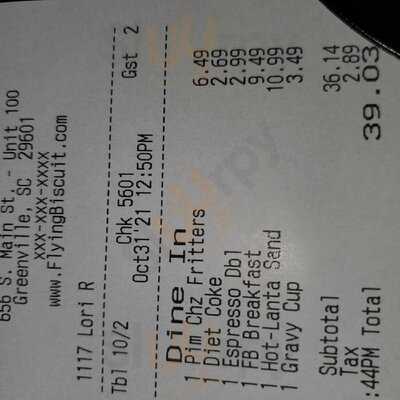 656 S. Main St. - Unit 100
Greenville, SC 29601
XXX-XXX-XXXX
www.FlyingBiscuit.com
1117 Lori R
Tbl 10/2 Chk 5601 Gst 2
Oct31'21 12:50PM
Dine In
1 Pim Chz Fritters 6.49
1 Diet Coke 2.69
1 Espresso Dbl 2.99
1 FB Breakfast 9.49
1 Hot-Lanta Sand 10.99
1 Gravy Cup 3.49
Subtotal 36.14
Tax 2.89
:44PM Total 39.03